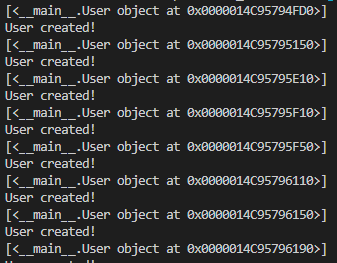 [<__main__.User object at 0x0000014C95794FD0>]
User created!
[<__main__.User object at 0x0000014C95795150>]
User created!
[<__main__.User object at 0x0000014C95795E10>]
User created!
[<__main__.User object at 0x0000014C95795F10>]
User created!
[<__main__.User object at 0x0000014C95795F50>]
User created!
[<__main__.User object at 0x0000014C95796110>]
User created!
[<__main__.User object at 0x0000014C95796150>]
User created!
[<__main__.User object at 0x0000014C95796190>]